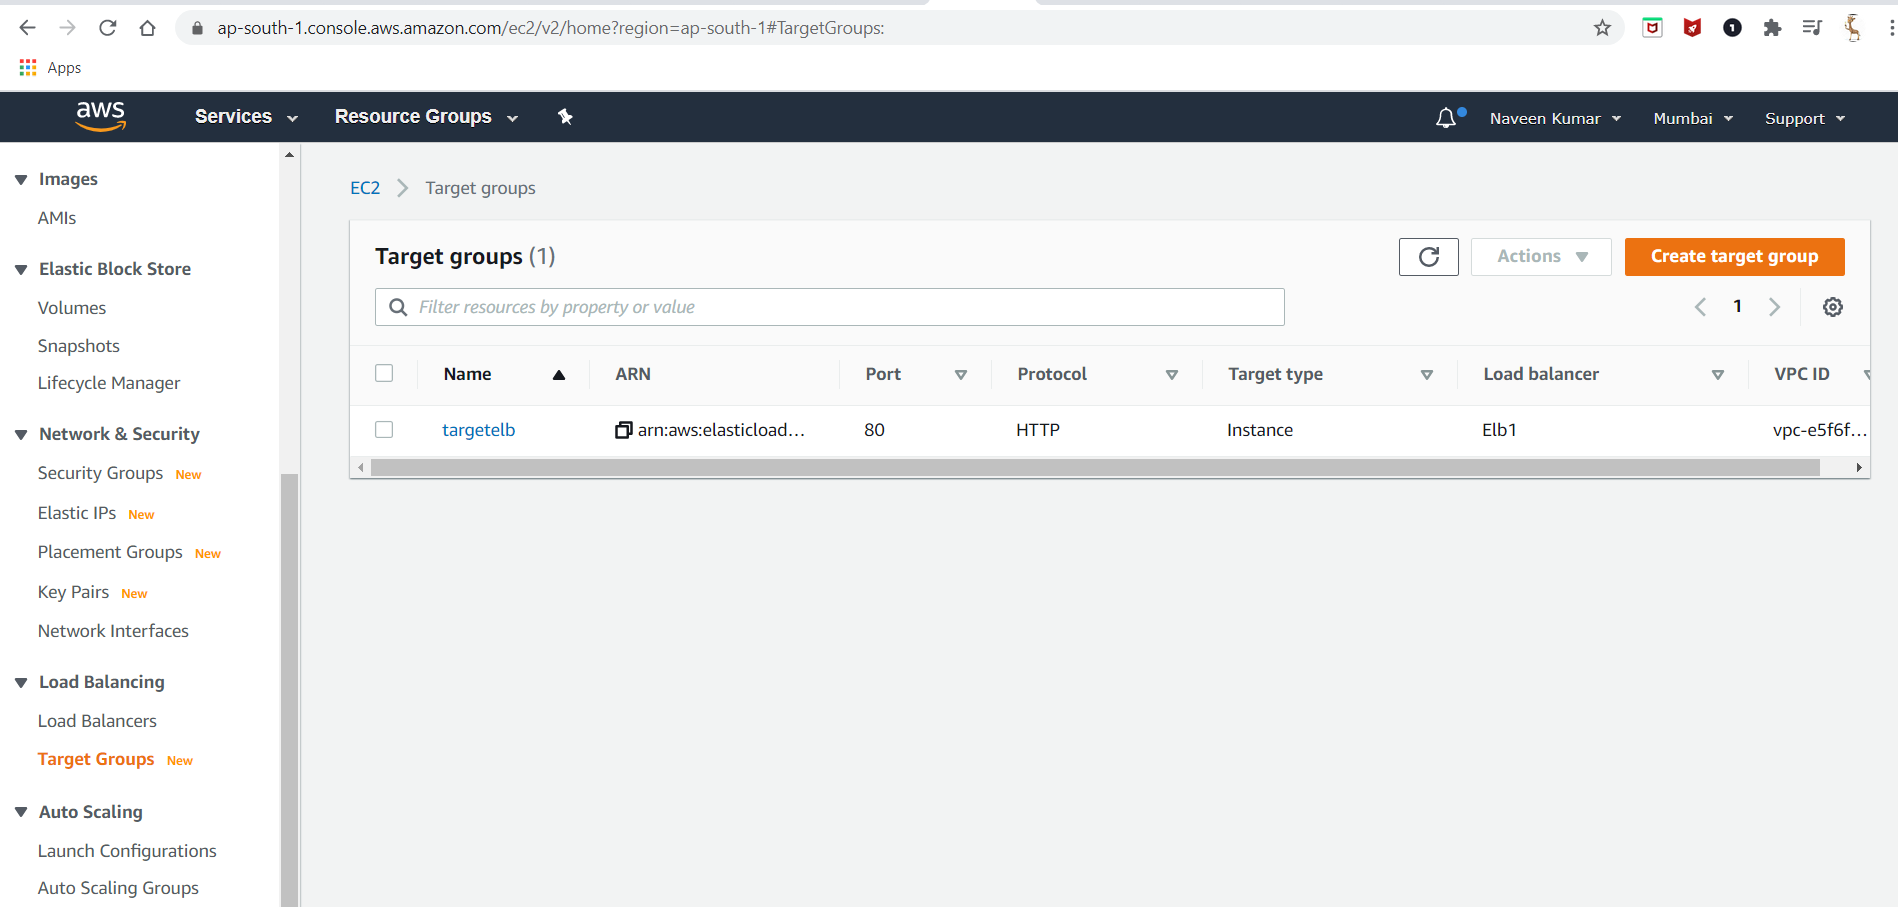 ap-south-1.console.aws.amazon.com/ec2/v2/home?region=ap-south-1#TargetGroups:
Apps
aws
Services
Resource Groups
Naveen Kumar
Mumbai
Support
Images
AMIs
Elastic Block Store
Volumes
Snapshots
Lifecycle Manager
Network & Security
Security Groups New
Elastic IPs New
Placement Groups New
Key Pairs New
Network Interfaces
Load Balancing
Load Balancers
Target Groups New
Auto Scaling
Launch Configurations
Auto Scaling Groups
EC2 > Target groups
Target groups (1)
Actions
Create target group
Filter resources by property or value
1
Name ARN Port Protocol Target type Load balancer VPC ID
targetelb arn:aws:elasticload... 80 HTTP Instance Elb1 vpc-e5f6f...